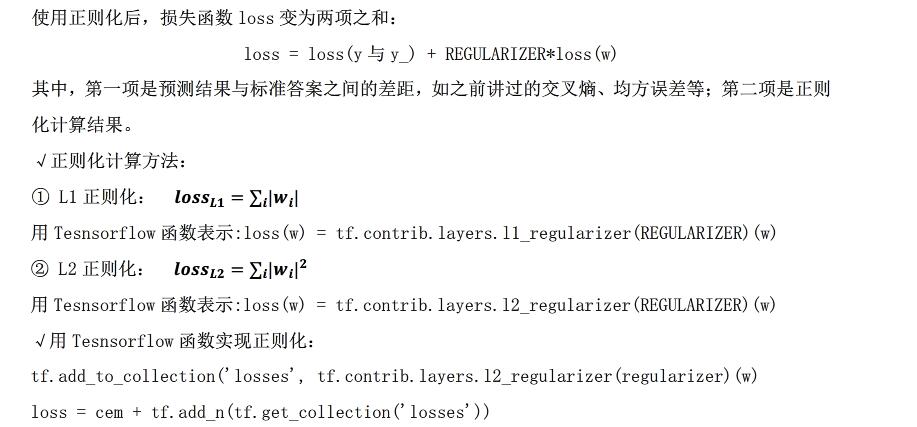 使用正则化后，损失函数 loss 变为两项之和：
loss = loss(y 与 y_) + REGULARIZER*loss(w)
其中，第一项是预测结果与标准答案之间的差距，如之前讲过的交叉熵、均方误差等；第二项是正则
化计算结果。
√正则化计算方法：
① L1 正则化： loss_{L1} = ∑_i|w_i|
用 Tesnsorflow 函数表示:loss(w) = tf.contrib.layers.l1_regularizer(REGULARIZER)(w)
② L2 正则化： loss_{L2} = ∑_i|w_i|^2
用 Tesnsorflow 函数表示:loss(w) = tf.contrib.layers.l2_regularizer(REGULARIZER)(w)
√用 Tesnsorflow 函数实现正则化：
tf.add_to_collection('losses', tf.contrib.layers.l2_regularizer(regularizer)(w)
loss = cem + tf.add_n(tf.get_collection('losses'))